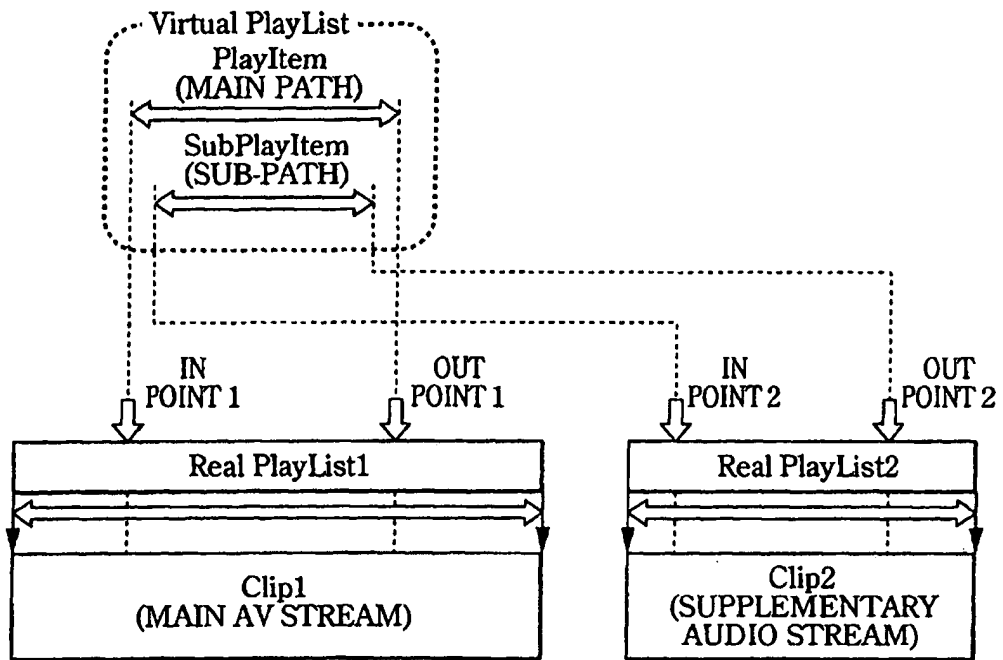 Virtual PlayList
PlayItem
(MAIN PATH)
SubPlayItem
(SUB-PATH)
IN
POINT 1
OUT
POINT 1
IN
POINT 2
OUT
POINT 2
Real PlayList1
Real PlayList2
Clip1
(MAIN AV STREAM)
Clip2
(SUPPLEMENTARY
AUDIO STREAM)